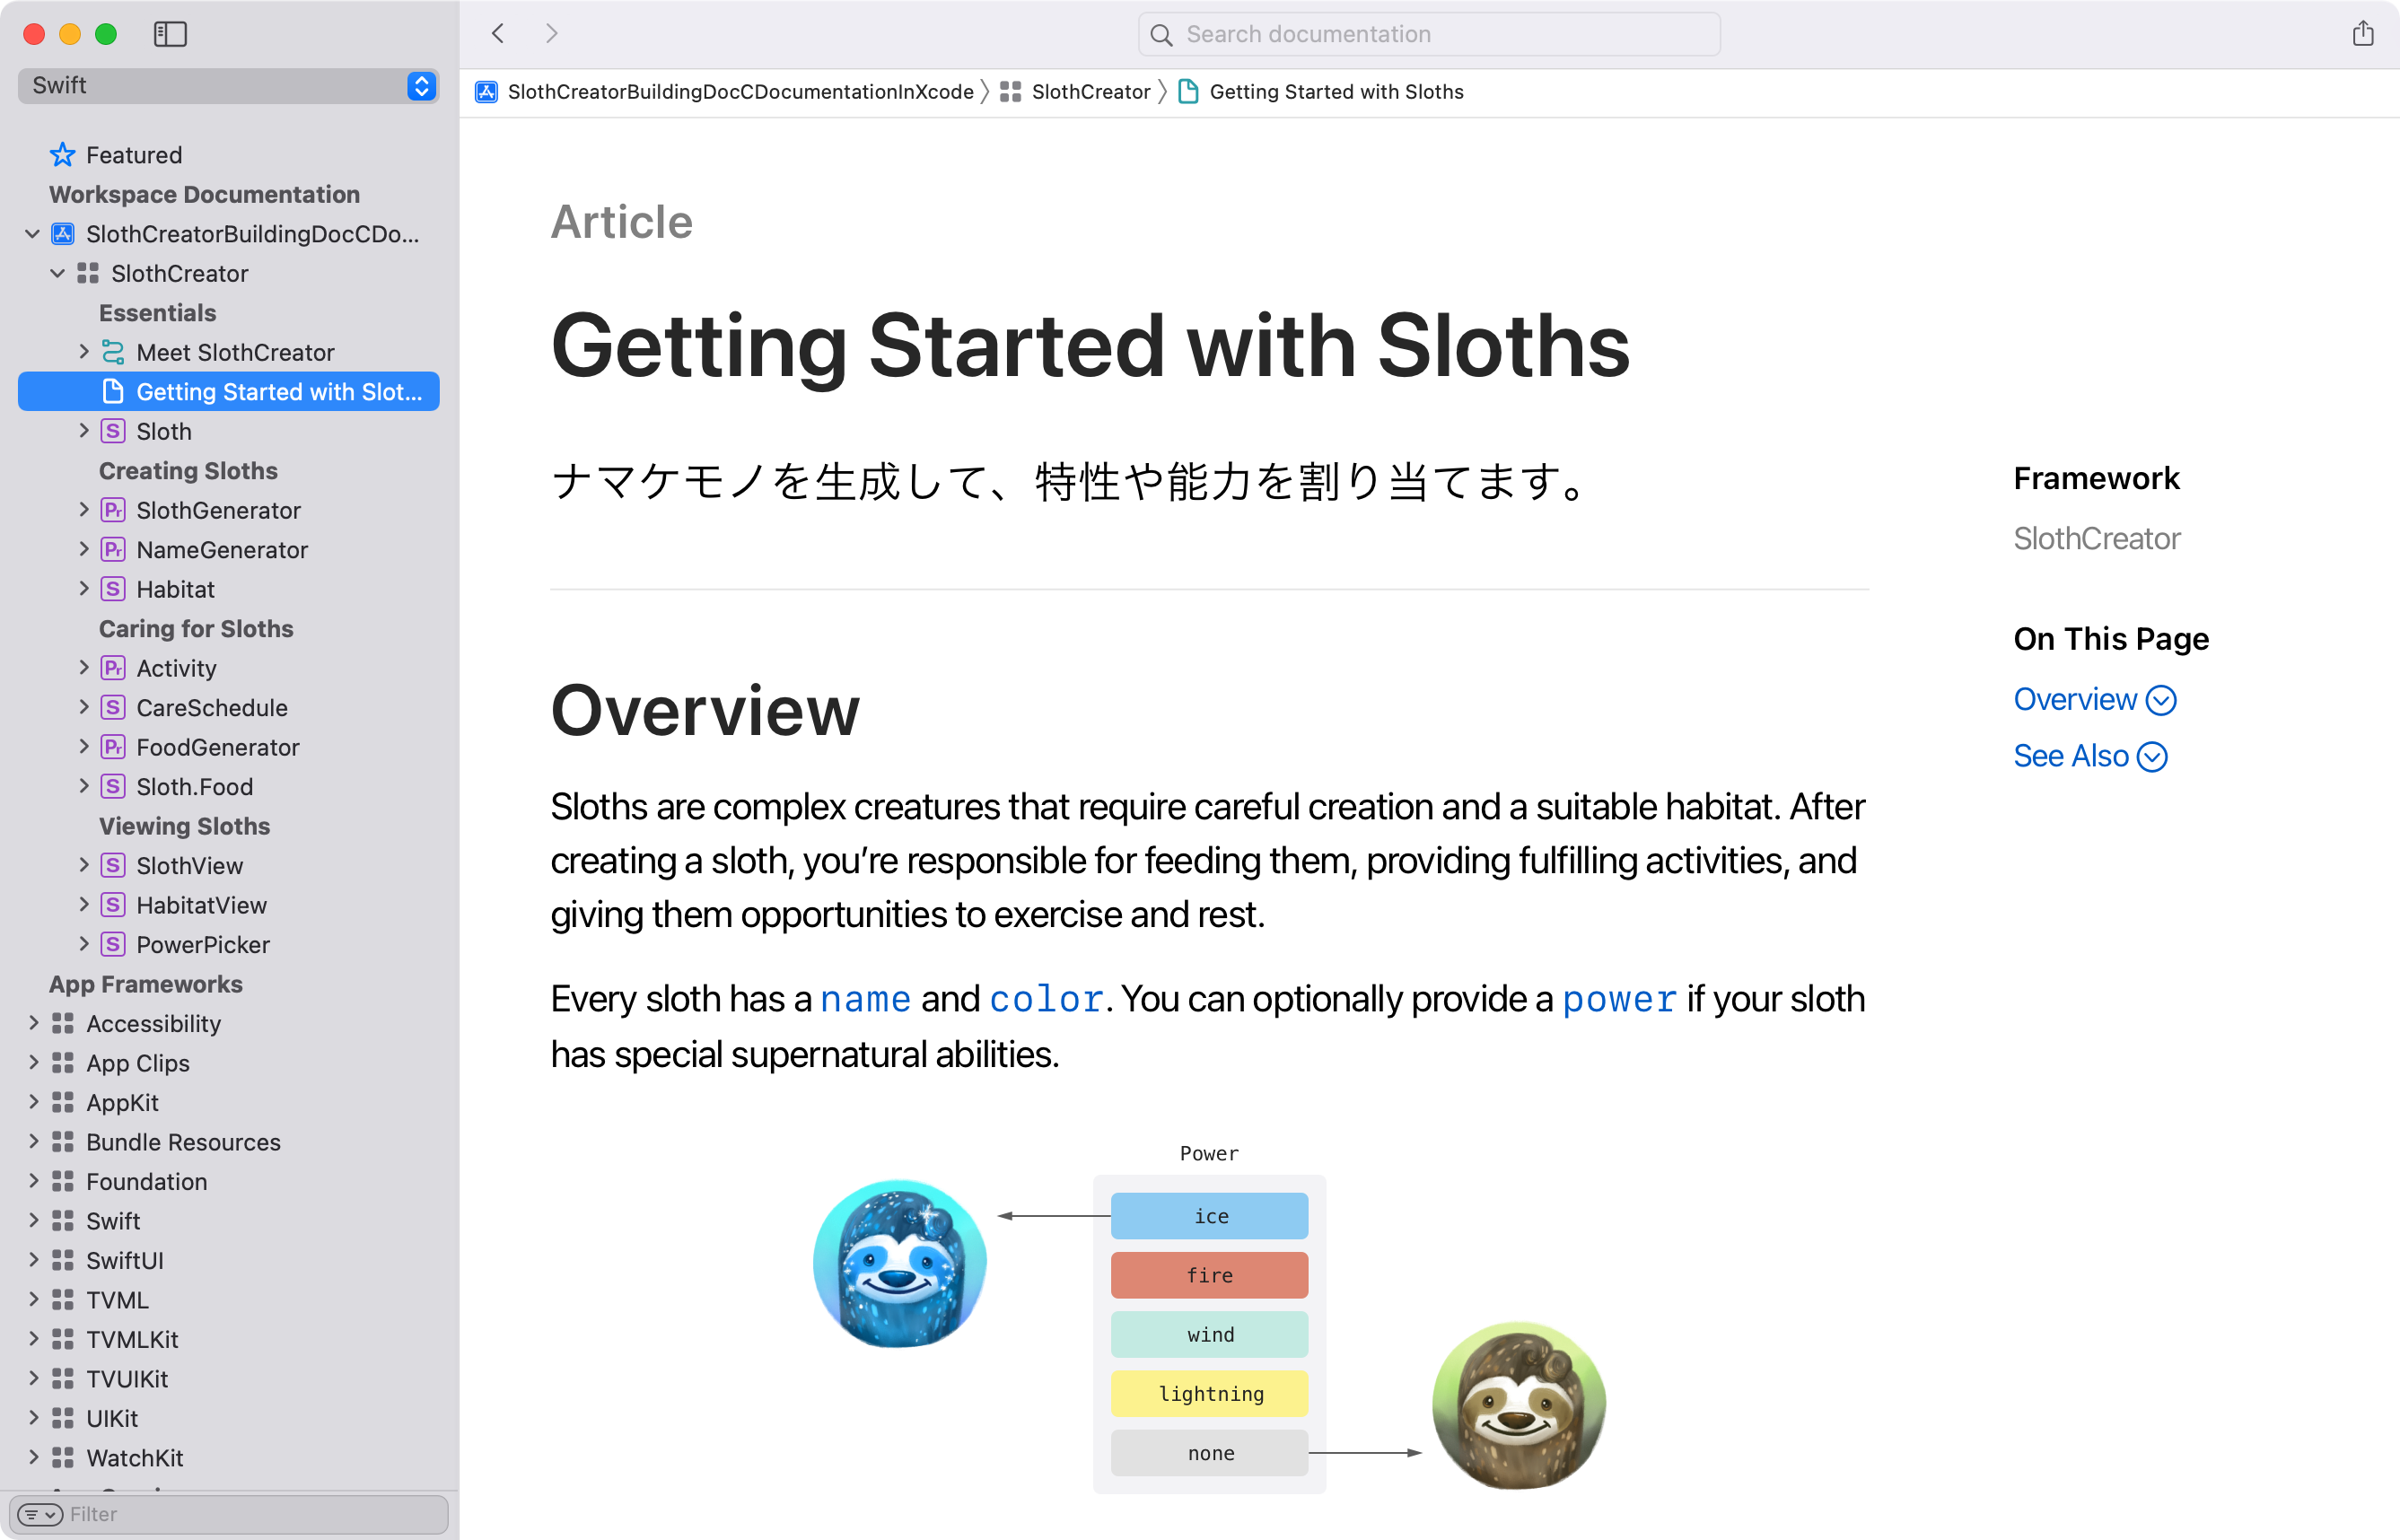 Swift
Search documentation
SlothCreatorBuildingDocCDocumentationInXcode
SlothCreator
Getting Started with Sloths
Featured
Workspace Documentation
SlothCreatorBuildingDocCDo...
SlothCreator
Essentials
Meet SlothCreator
Getting Started with Slot...
S Sloth
Creating Sloths
Pr SlothGenerator
Pr NameGenerator
S Habitat
Caring for Sloths
Pr Activity
S CareSchedule
Pr FoodGenerator
S Sloth.Food
Viewing Sloths
S SlothView
S HabitatView
S PowerPicker
App Frameworks
Accessibility
App Clips
AppKit
Bundle Resources
Foundation
Swift
SwiftUI
TVML
TVMLKit
TVUIKit
UIKit
WatchKit
Filter
Article
Getting Started with Sloths
ナマケモノを生成して、特性や能力を割り当てます。
Overview
Sloths are complex creatures that require careful creation and a suitable habitat. After
creating a sloth, you’re responsible for feeding them, providing fulfilling activities, and
giving them opportunities to exercise and rest.
Every sloth has a name and color. You can optionally provide a power if your sloth
has special supernatural abilities.
Power
ice
fire
wind
lightning
none
Framework
SlothCreator
On This Page
Overview
See Also